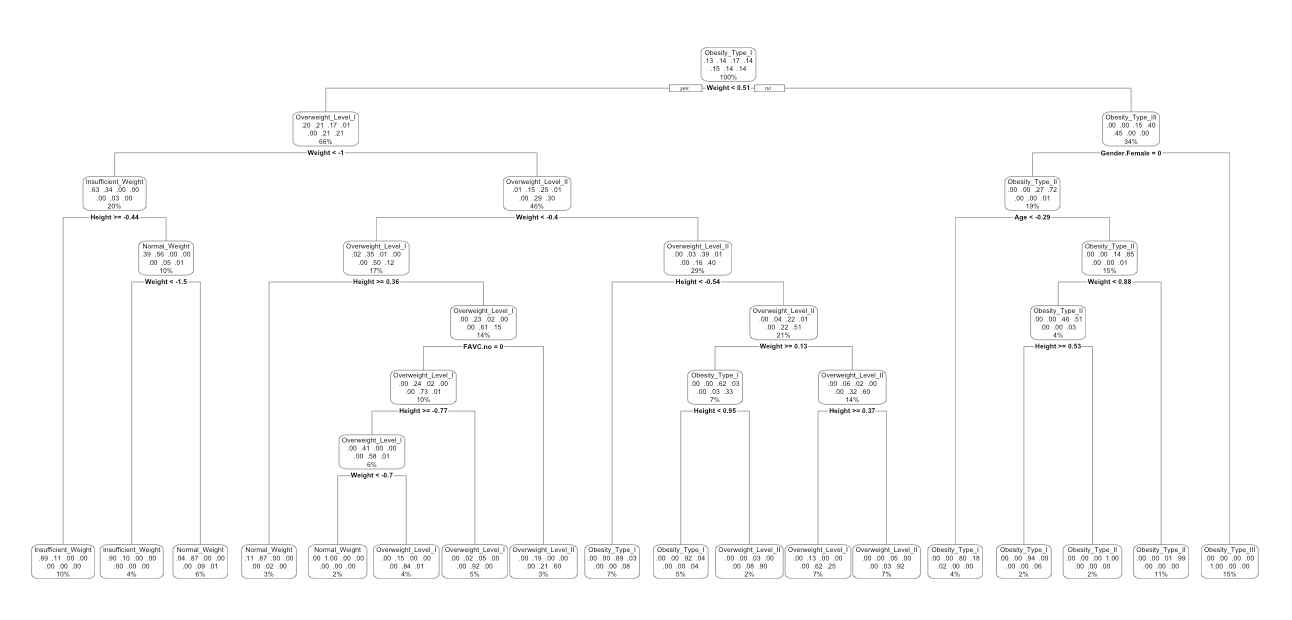 Obesity_Type_I
.13 .14 .17 .14
.15 .14 .14
100%
yes Weight < 0.51 no
Overweight_Level_I
.20 .21 .17 .01
.00 .21 .21
66%
Obesity_Type_III
.00 .00 .15 .40
.45 .00 .00
34%
Weight < -1
Gender.Female = 0
Insufficient_Weight
.63 .34 .00 .00
.00 .03 .00
20%
Overweight_Level_II
.01 .15 .25 .01
.00 .29 .30
46%
Obesity_Type_II
.00 .00 .27 .72
.00 .00 .01
19%
Height >= -0.44
Weight < -0.4
Age < -0.29
Normal_Weight
.39 .56 .00 .00
.00 .05 .01
10%
Overweight_Level_I
.02 .35 .01 .00
.00 .50 .12
17%
Overweight_Level_II
.00 .03 .39 .01
.00 .16 .40
29%
Obesity_Type_II
.00 .00 .14 .85
.00 .00 .01
15%
Weight < -1.5
Height >= 0.36
Height < -0.54
Weight < 0.88
Overweight_Level_I
.00 .23 .02 .00
.00 .61 .15
14%
Overweight_Level_II
.00 .04 .22 .01
.00 .22 .51
21%
Obesity_Type_II
.00 .00 .46 .51
.00 .00 .03
4%
FAVC.no = 0
Weight >= 0.13
Height >= 0.53
Overweight_Level_I
.00 .24 .02 .00
.00 .73 .01
10%
Obesity_Type_I
.00 .00 .62 .03
.00 .03 .33
7%
Overweight_Level_II
.00 .06 .02 .00
.00 .32 .60
14%
Height >= -0.77
Height < 0.95
Height >= 0.37
Overweight_Level_I
.00 .41 .00 .00
.00 .58 .01
6%
Weight < -0.7
Insufficient_Weight
.89 .11 .00 .00
.00 .00 .00
10%
Insufficient_Weight
.90 .10 .00 .00
.00 .00 .00
4%
Normal_Weight
.04 .87 .00 .00
.00 .09 .01
6%
Normal_Weight
.11 .87 .00 .00
.00 .02 .00
3%
Normal_Weight
.00 1.00 .00 .00
.00 .00 .00
2%
Overweight_Level_I
.00 .15 .00 .00
.00 .84 .01
4%
Overweight_Level_I
.00 .02 .05 .00
.00 .92 .00
5%
Overweight_Level_II
.00 .19 .00 .00
.00 .21 .60
3%
Obesity_Type_I
.00 .00 .89 .03
.00 .00 .08
7%
Obesity_Type_I
.00 .00 .92 .04
.00 .00 .04
5%
Overweight_Level_II
.00 .00 .03 .00
.00 .08 .90
2%
Overweight_Level_I
.00 .13 .00 .00
.00 .62 .25
7%
Overweight_Level_II
.00 .00 .05 .00
.00 .03 .92
7%
Obesity_Type_I
.00 .00 .80 .18
.02 .00 .00
4%
Obesity_Type_I
.00 .00 .94 .00
.00 .00 .06
2%
Obesity_Type_II
.00 .00 .00 1.00
.00 .00 .00
2%
Obesity_Type_II
.00 .00 .01 .99
.00 .00 .00
11%
Obesity_Type_III
.00 .00 .00 .00
1.00 .00 .00
15%